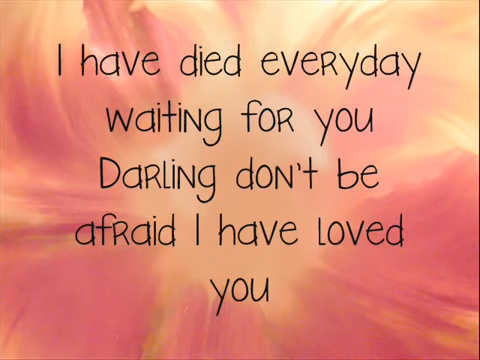 I have died everyday
waiting for you
Darling don't be
afraid I have loved
you